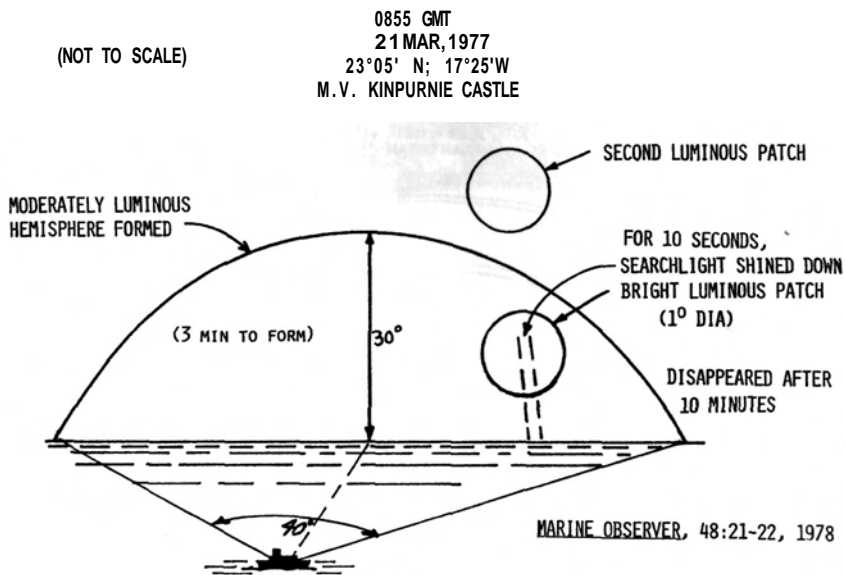 0855 GMT
21 MAR, 1977
(NOT TO SCALE)
23°05' N; 17°25'W
M.V. KINPURNIE CASTLE
SECOND LUMINOUS PATCH
MODERATELY LUMINOUS
HEMISPHERE FORMED
FOR 10 SECONDS,
SEARCHLIGHT SHINED DOWN
BRIGHT LUMINOUS PATCH
(1° DIA)
(3 MIN TO FORM)
30°
DISAPPEARED AFTER
10 MINUTES
40°
MARINE OBSERVER, 48:21-22, 1978